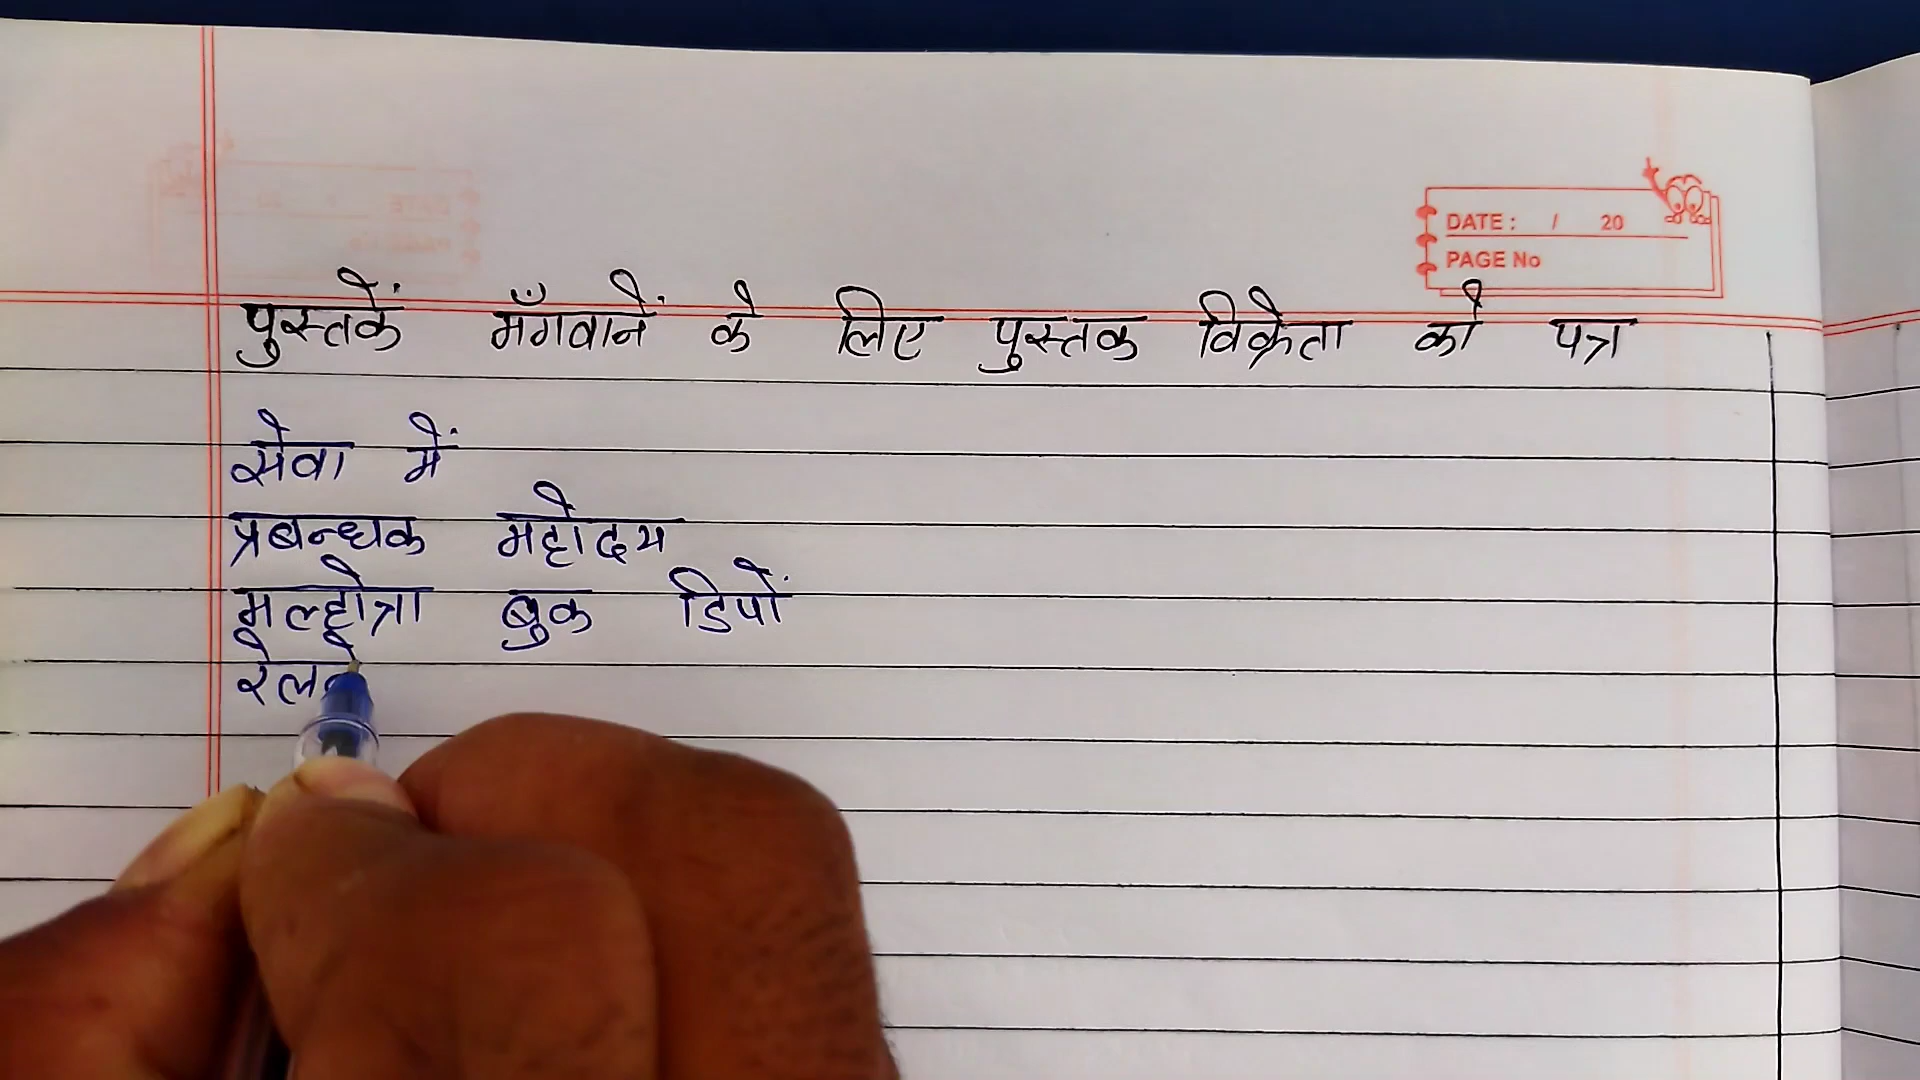 DATE : / 20
PAGE No
पुस्तकें मँगवानें के लिए पुस्तक विक्रेता को पत्र
सेवा में
प्रबन्धक महोदय
मल्होत्रा बुक डिपों